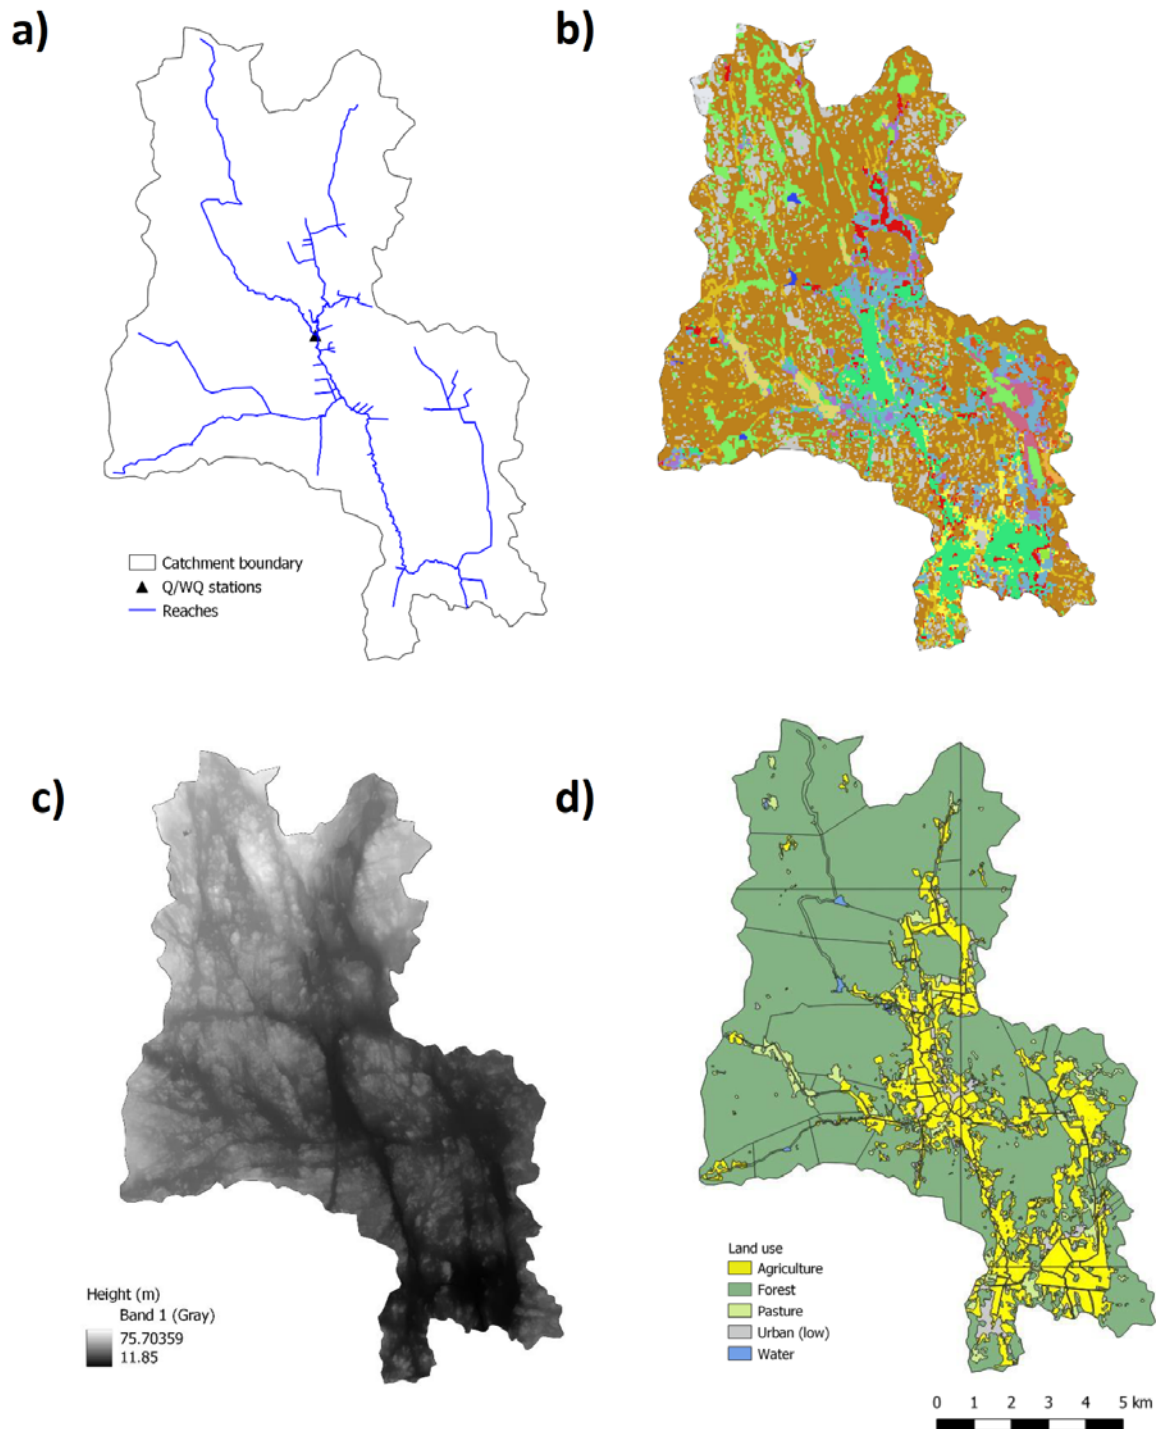 a)
b)
Catchment boundary
Q/WQ stations
Reaches
c)
d)
Height (m)
Band 1 (Gray)
75.70359
11.85
Land use
Agriculture
Forest
Pasture
Urban (low)
Water
0 1 2 3 4 5 km